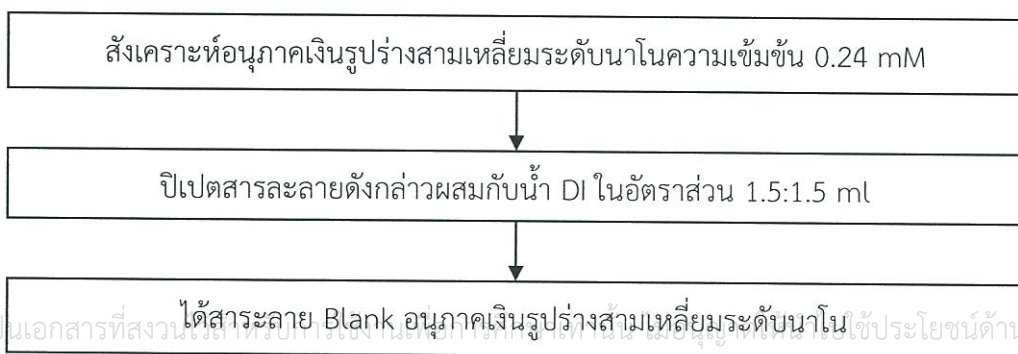 สังเคราะห์อนุภาคเงินรูปร่างสามเหลี่ยมระดับนาโนความเข้มข้น 0.24 mM
ปิเปตสารละลายดังกล่าวผสมกับน้ำ DI ในอัตราส่วน 1.5:1.5 ml
ได้สาระลาย Blank อนุภาคเงินรูปร่างส้ามเหลี่ยมระดับนาโน